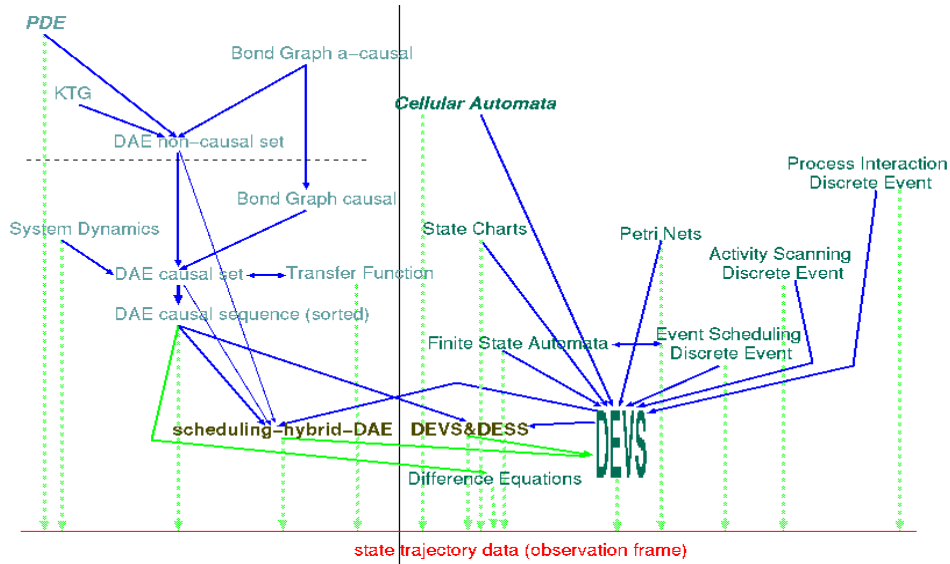 PDE
Bond Graph a-causal
KTG
Cellular Automata
DAE non-causal set
Process Interaction
Discrete Event
Bond Graph causal
System Dynamics
State Charts
Petri Nets
Activity Scanning
Discrete Event
DAE causal set
Transfer Function
DAE causal sequence (sorted)
Finite State Automata
Event Scheduling
Discrete Event
scheduling-hybrid-DAE
DEVS&DESS
DEVS
Difference Equations
state trajectory data (observation frame)